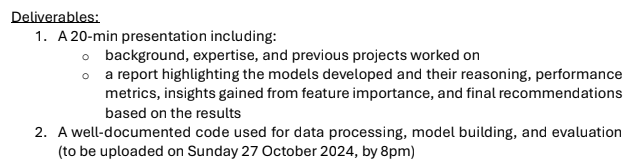 Deliverables:
1. A 20-min presentation including:
o background, expertise, and previous projects worked on
o a report highlighting the models developed and their reasoning, performance
metrics, insights gained from feature importance, and final recommendations
based on the results
2. A well-documented code used for data processing, model building, and evaluation
(to be uploaded on Sunday 27 October 2024, by 8pm)